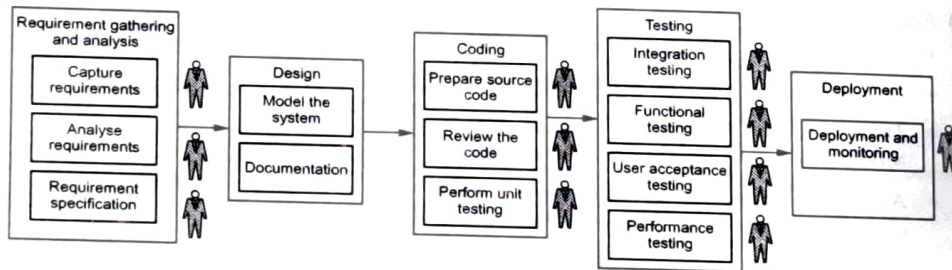 Requirement gathering
and analysis
Capture
requirements
Analyse
requirements
Requirement
specification
Design
Model the
system
Documentation
Coding
Prepare source
code
Review the
code
Perform unit
testing
Testing
Integration
testing
Functional
testing
User acceptance
testing
Performance
testing
Deployment
Deployment and
monitoring